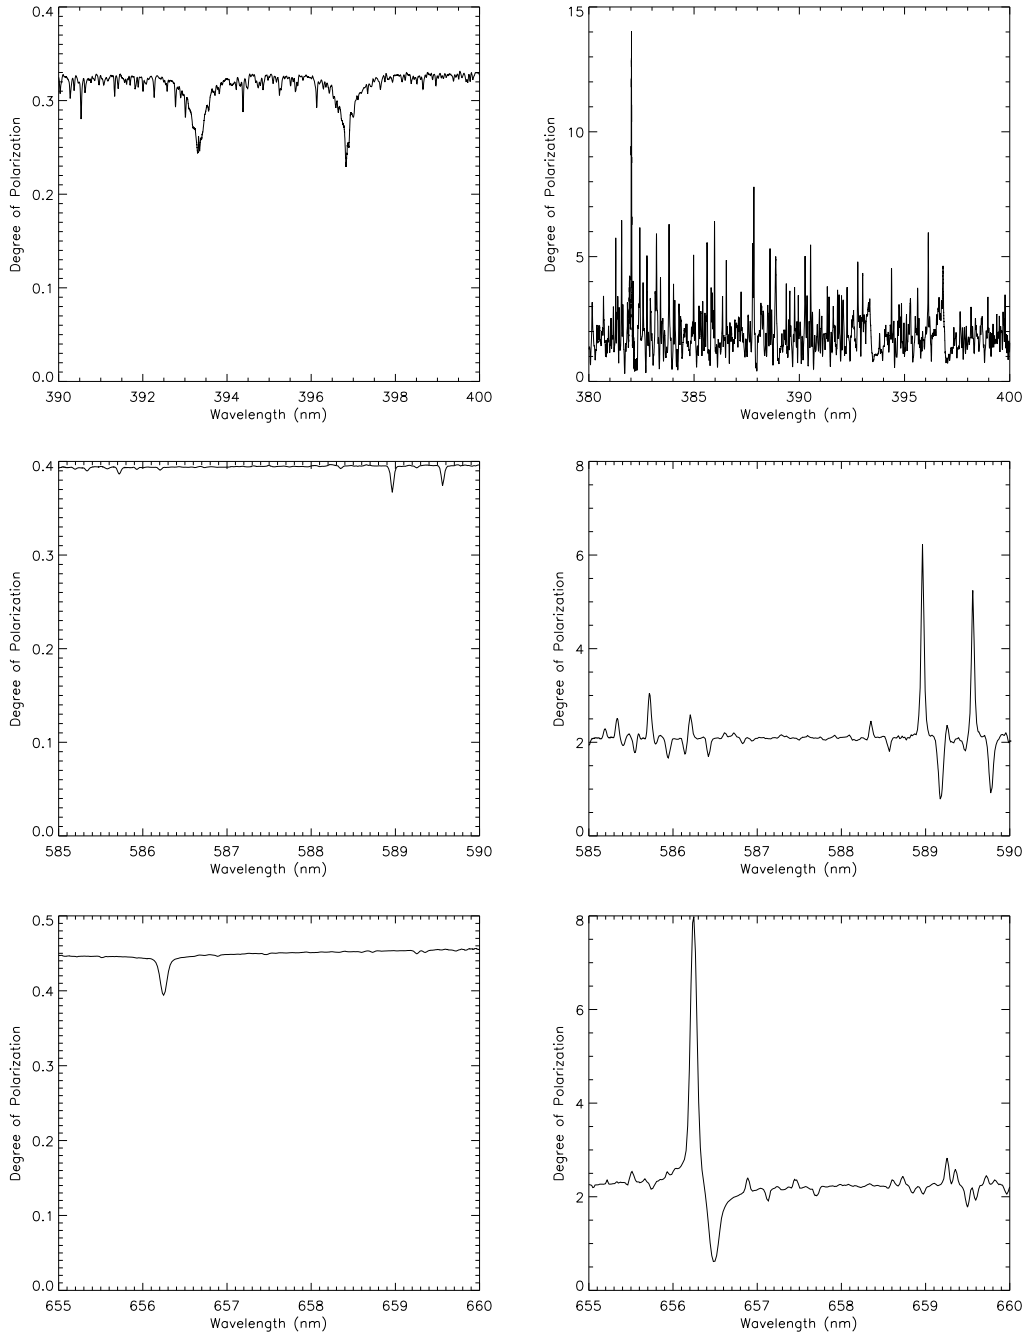 0.4
0.3
0.2
0.1
0.0
390 392 394 396 398 400
Wavelength (nm)
Degree of Polarization
15
10
5
0
380 385 390 395 400
Wavelength (nm)
Degree of Polarization
0.4
0.3
0.2
0.1
0.0
585 586 587 588 589 590
Wavelength (nm)
Degree of Polarization
8
6
4
2
0
585 586 587 588 589 590
Wavelength (nm)
Degree of Polarization
0.5
0.4
0.3
0.2
0.1
0.0
655 656 657 658 659 660
Wavelength (nm)
Degree of Polarization
8
6
4
2
0
655 656 657 658 659 660
Wavelength (nm)
Degree of Polarization